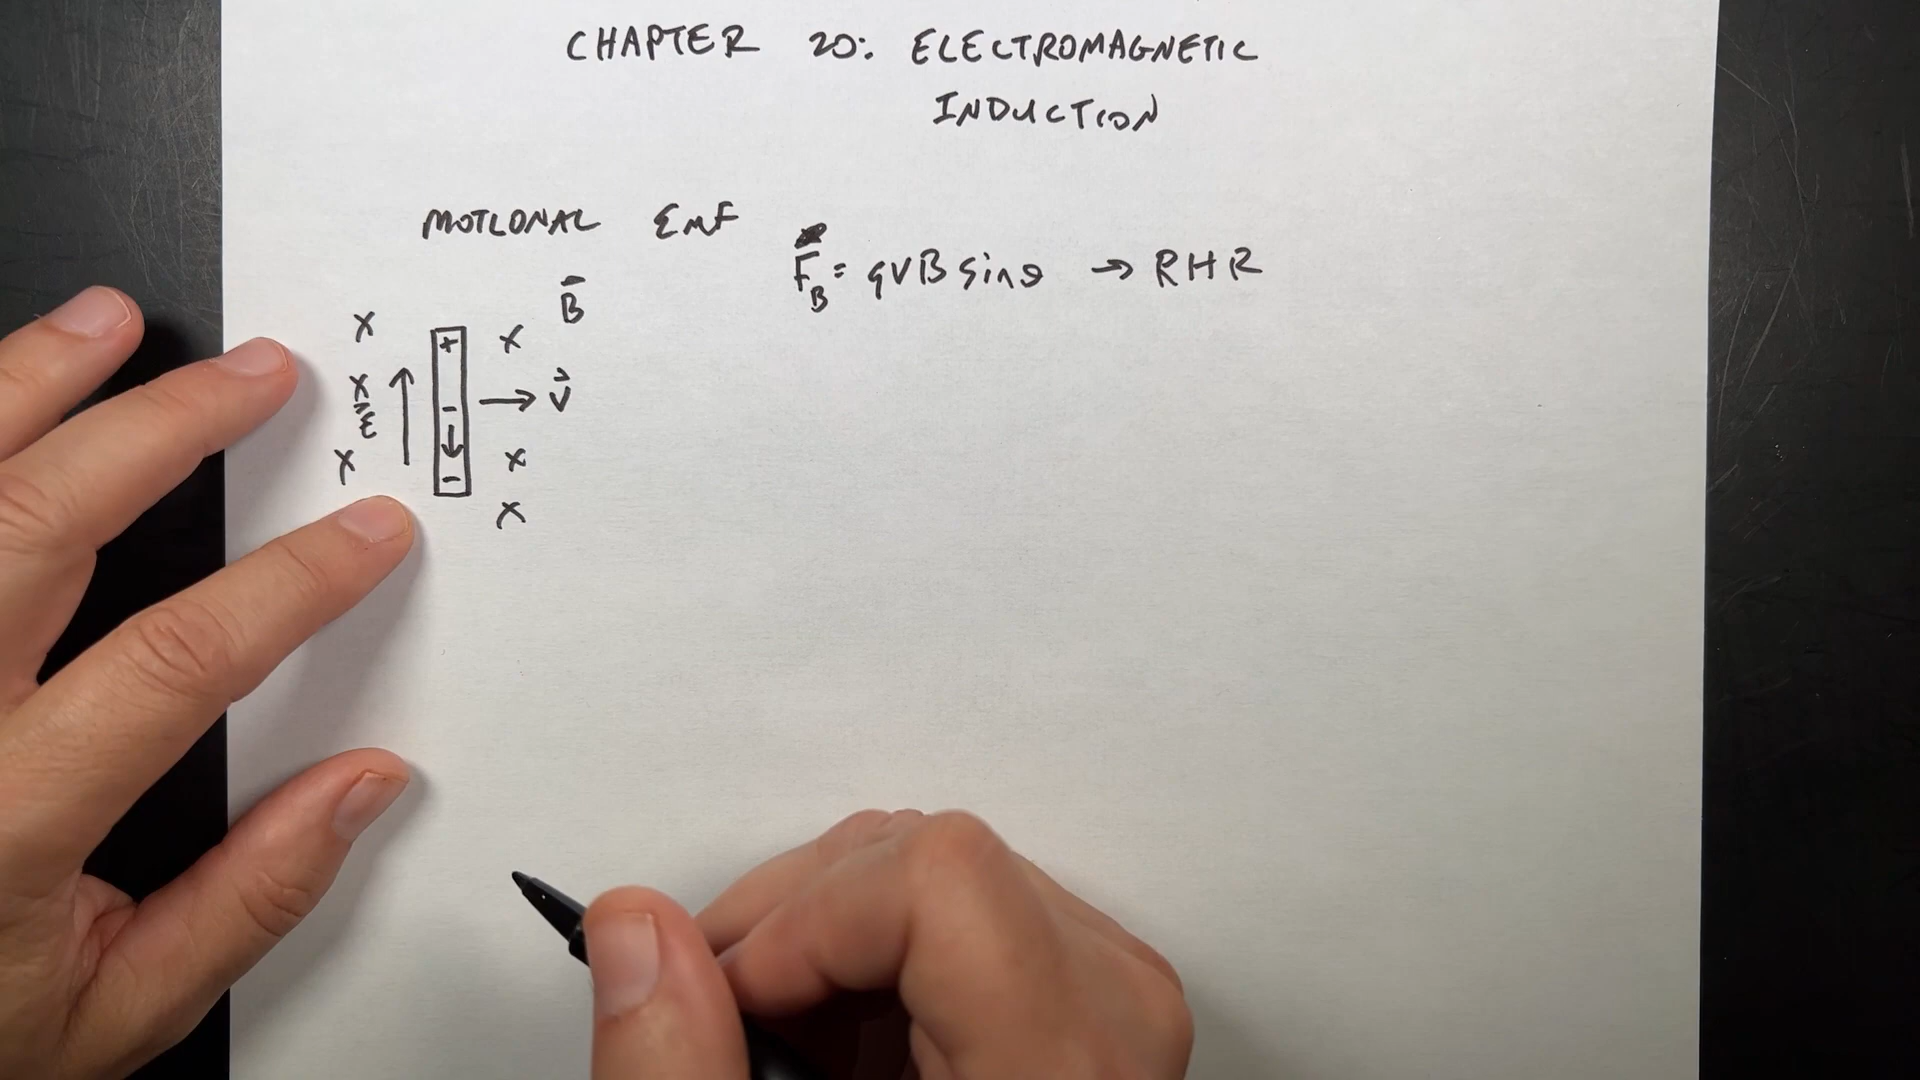 CHAPTER 20: ELECTROMAGNETIC
INDUCTION
MOTIONAL EMF
F_B = qvB sinθ → RHR
B
x + x
x - → v
E
x ↓ x
-
x